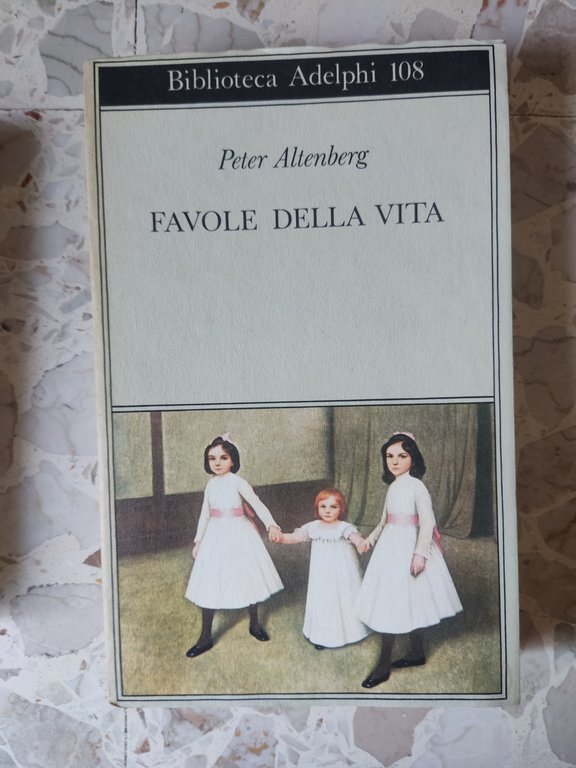 Biblioteca Adelphi 108
Peter Altenberg
FAVOLE DELLA VITA